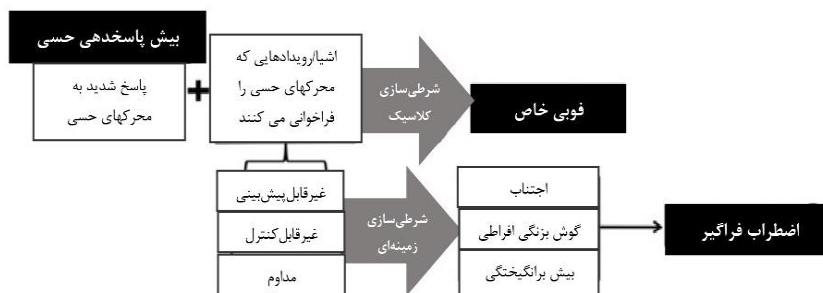 بیش پاسخدهی حسی
پاسخ شدید به
محرکهای حسی
+
اشیا/رویدادهایی که
محرکهای حسی را
فراخوانی می کنند
شرطی‌سازی
کلاسیک
فوبی خاص
غیرقابل‌پیش‌بینی
غیرقابل‌کنترل
مداوم
شرطی‌سازی
زمینه‌ای
اجتناب
گوش بزنگی افراطی
بیش برانگیختگی
اضطراب فراگیر